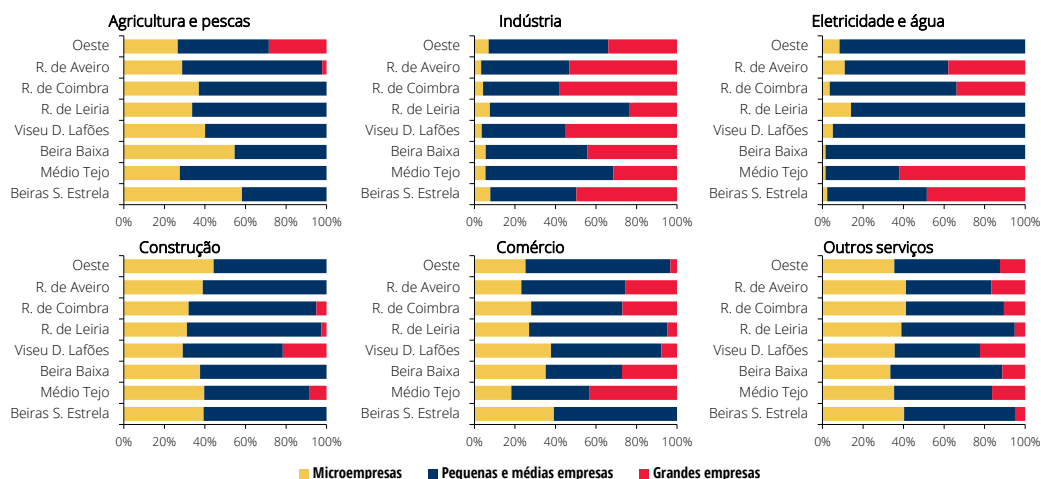 Agricultura e pescas
Oeste
R. de Aveiro
R. de Coimbra
R. de Leiria
Viseu D. Lafões
Beira Baixa
Médio Tejo
Beiras S. Estrela
0% 20% 40% 60% 80% 100%
Indústria
Oeste
R. de Aveiro
R. de Coimbra
R. de Leiria
Viseu D. Lafões
Beira Baixa
Médio Tejo
Beiras S. Estrela
0% 20% 40% 60% 80% 100%
Eletricidade e água
Oeste
R. de Aveiro
R. de Coimbra
R. de Leiria
Viseu D. Lafões
Beira Baixa
Médio Tejo
Beiras S. Estrela
0% 20% 40% 60% 80% 100%
Construção
Oeste
R. de Aveiro
R. de Coimbra
R. de Leiria
Viseu D. Lafões
Beira Baixa
Médio Tejo
Beiras S. Estrela
0% 20% 40% 60% 80% 100%
Comércio
Oeste
R. de Aveiro
R. de Coimbra
R. de Leiria
Viseu D. Lafões
Beira Baixa
Médio Tejo
Beiras S. Estrela
0% 20% 40% 60% 80% 100%
Outros serviços
Oeste
R. de Aveiro
R. de Coimbra
R. de Leiria
Viseu D. Lafões
Beira Baixa
Médio Tejo
Beiras S. Estrela
0% 20% 40% 60% 80% 100%
Microempresas Pequenas e médias empresas Grandes empresas